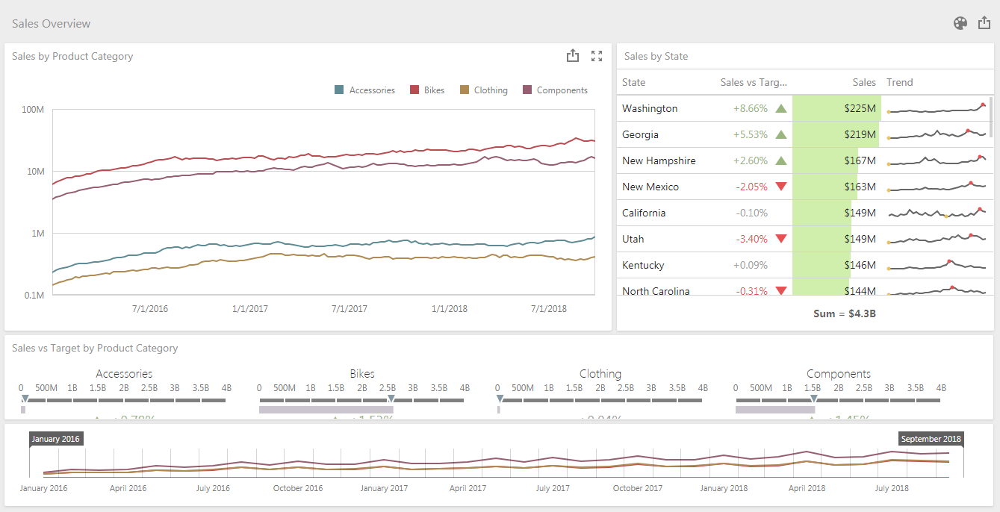 Sales Overview
Sales by Product Category
Accessories Bikes Clothing Components
100M
10M
1M
0.1M
7/1/2016 1/1/2017 7/1/2017 1/1/2018 7/1/2018
Sales by State
State Sales vs Targ... Sales Trend
Washington +8.66% $225M
Georgia +5.53% $219M
New Hampshire +2.60% $167M
New Mexico -2.05% $163M
California -0.10% $149M
Utah -3.40% $149M
Kentucky +0.09% $146M
North Carolina -0.31% $144M
Sum = $4.3B
Sales vs Target by Product Category
Accessories Bikes Clothing Components
0 500M 1B 1.5B 2B 2.5B 3B 3.5B 4B 0 500M 1B 1.5B 2B 2.5B 3B 3.5B 4B 0 500M 1B 1.5B 2B 2.5B 3B 3.5B 4B 0 500M 1B 1.5B 2B 2.5B 3B 3.5B 4B
January 2016 September 2018
January 2016 April 2016 July 2016 October 2016 January 2017 April 2017 July 2017 October 2017 January 2018 April 2018 July 2018